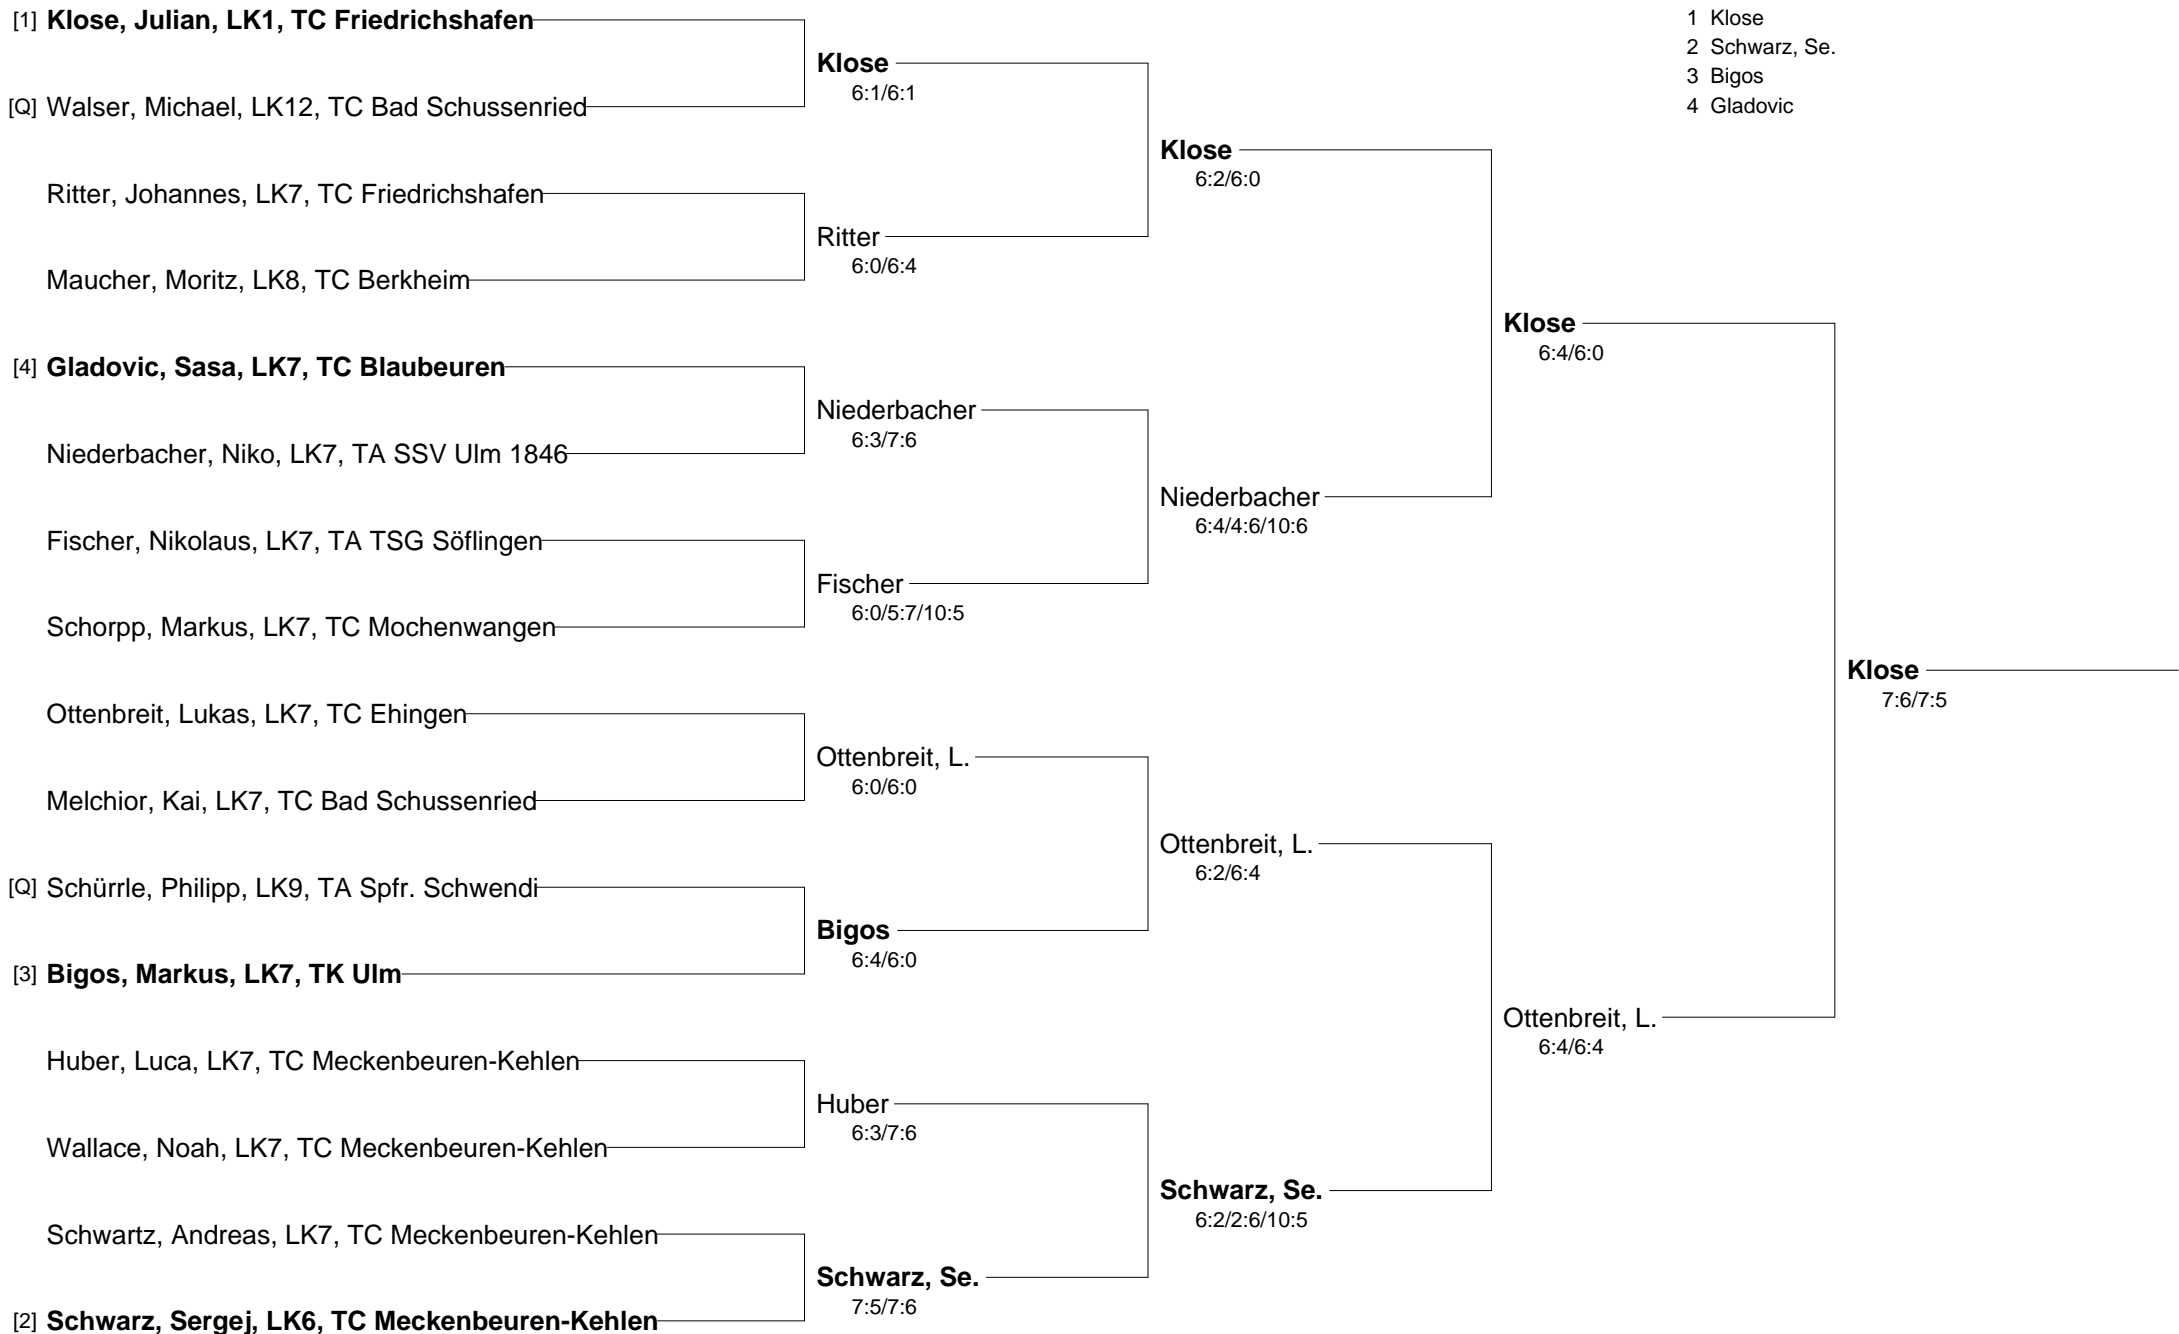 [1] Klose, Julian, LK1, TC Friedrichshafen
[Q] Walser, Michael, LK12, TC Bad Schussenried
Ritter, Johannes, LK7, TC Friedrichshafen
Maucher, Moritz, LK8, TC Berkheim
[4] Gladovic, Sasa, LK7, TC Blaubeuren
Niederbacher, Niko, LK7, TA SSV Ulm 1846
Fischer, Nikolaus, LK7, TA TSG Söflingen
Schorpp, Markus, LK7, TC Mochenwangen
Ottenbreit, Lukas, LK7, TC Ehingen
Melchior, Kai, LK7, TC Bad Schussenried
[Q] Schürrle, Philipp, LK9, TA Spfr. Schwendi
[3] Bigos, Markus, LK7, TK Ulm
Huber, Luca, LK7, TC Meckenbeuren-Kehlen
Wallace, Noah, LK7, TC Meckenbeuren-Kehlen
Schwartz, Andreas, LK7, TC Meckenbeuren-Kehlen
[2] Schwarz, Sergej, LK6, TC Meckenbeuren-Kehlen
Klose
6:1/6:1
Ritter
6:0/6:4
Niederbacher
6:3/7:6
Fischer
6:0/5:7/10:5
Ottenbreit, L.
6:0/6:0
Bigos
6:4/6:0
Huber
6:3/7:6
Schwarz, Se.
7:5/7:6
Klose
6:2/6:0
Niederbacher
6:4/4:6/10:6
Ottenbreit, L.
6:2/6:4
Schwarz, Se.
6:2/2:6/10:5
Klose
6:4/6:0
Ottenbreit, L.
6:4/6:4
Klose
7:6/7:5
1 Klose
2 Schwarz, Se.
3 Bigos
4 Gladovic